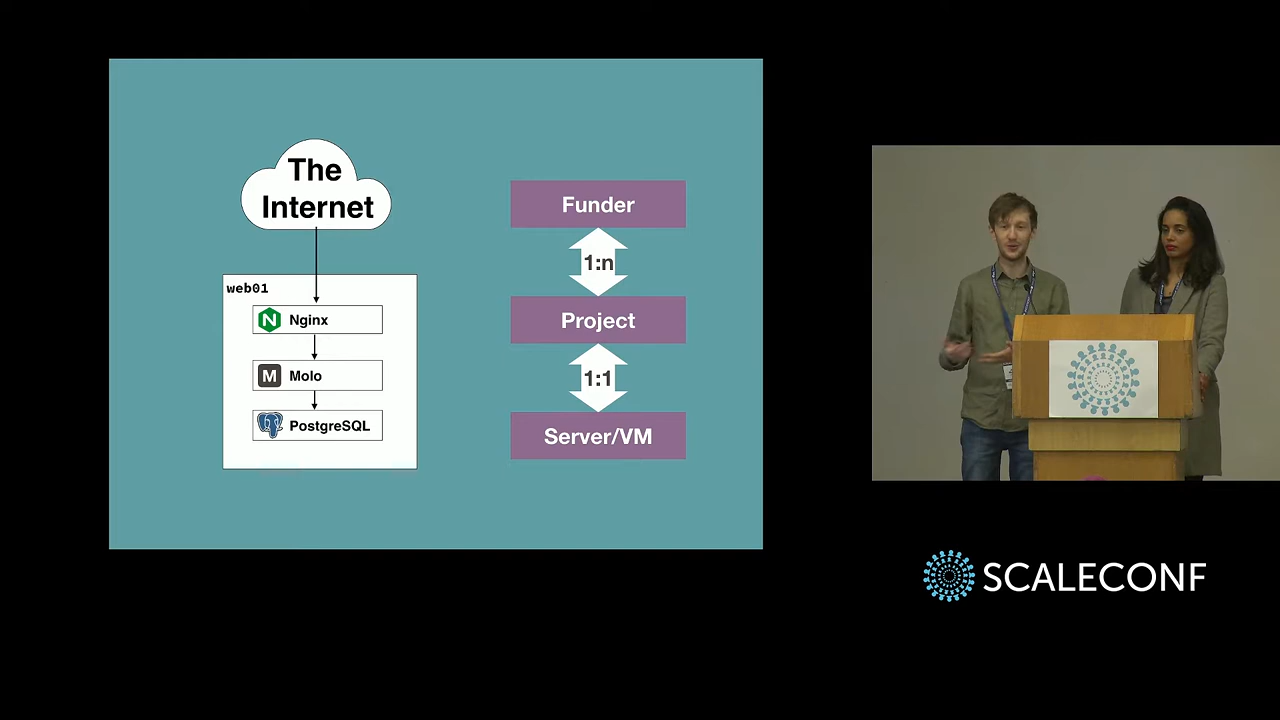 The
Internet
web01
Nginx
M Molo
PostgreSQL
Funder
1:n
Project
1:1
Server/VM
SCALECONF